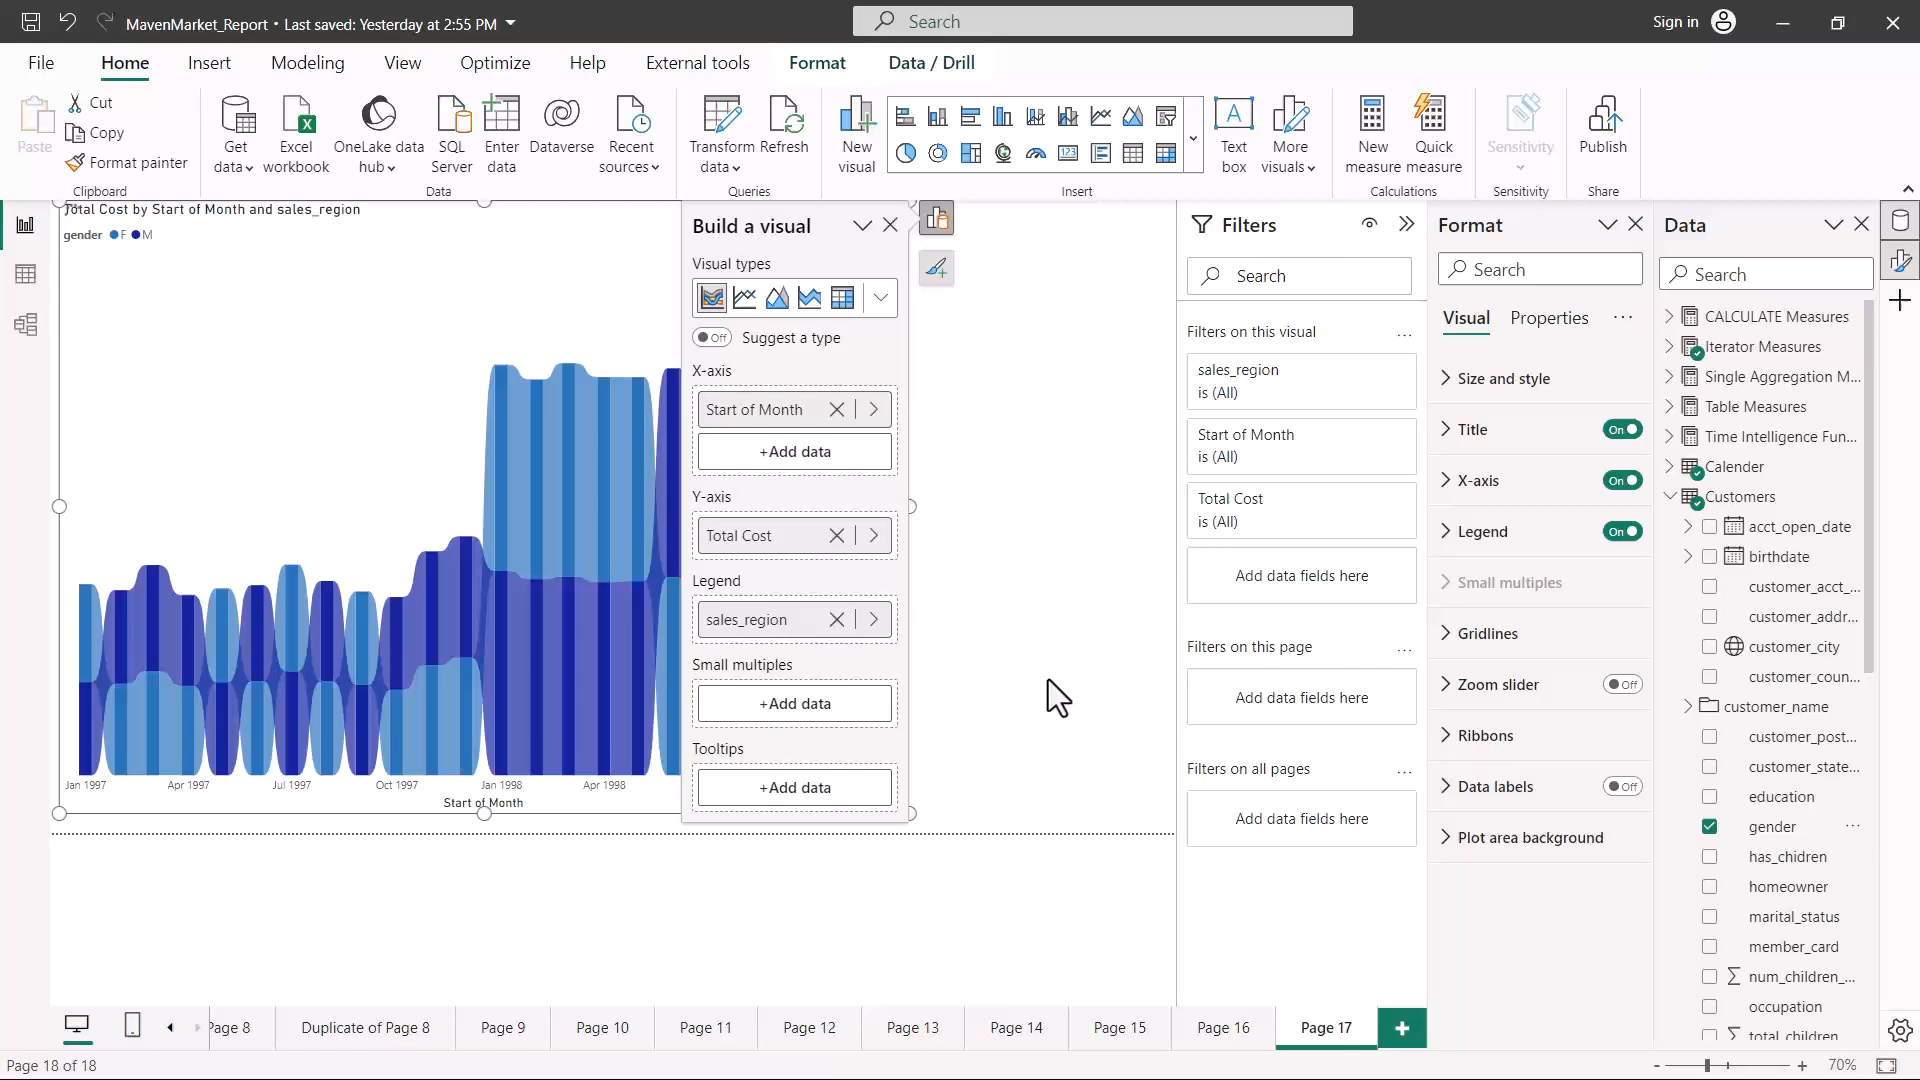 MavenMarket_Report • Last saved: Yesterday at 2:55 PM
Search
Sign in
File
Home
Insert
Modeling
View
Optimize
Help
External tools
Format
Data / Drill
Paste
Cut
Copy
Format painter
Clipboard
Get data
Excel workbook
OneLake data hub
SQL Server
Enter data
Dataverse
Recent sources
Data
Transform data
Refresh
Queries
New visual
123
A
Text box
More visuals
Insert
New measure
Quick measure
Calculations
Sensitivity
Sensitivity
Publish
Share
Total Cost by Start of Month and sales_region
gender F M
Jan 1997
Apr 1997
Jul 1997
Oct 1997
Jan 1998
Apr 1998
Start of Month
Build a visual
Visual types
Off
Suggest a type
X-axis
Start of Month
+Add data
Y-axis
Total Cost
Legend
sales_region
Small multiples
+Add data
Tooltips
+Add data
Filters
Search
Filters on this visual
...
sales_region
is (All)
Start of Month
is (All)
Total Cost
is (All)
Add data fields here
Filters on this page
...
Add data fields here
Filters on all pages
...
Add data fields here
Format
Search
Visual
Properties
...
Size and style
Title
On
X-axis
On
Legend
On
Small multiples
Gridlines
Zoom slider
Off
Ribbons
Data labels
Off
Plot area background
Data
Search
CALCULATE Measures
Iterator Measures
Single Aggregation M...
Table Measures
Time Intelligence Fun...
Calender
Customers
acct_open_date
birthdate
customer_acct_...
customer_addr...
customer_city
customer_coun...
customer_name
customer_post...
customer_state...
education
gender
...
has_chidren
homeowner
marital_status
member_card
num_children_...
occupation
total_children
Page 8
Duplicate of Page 8
Page 9
Page 10
Page 11
Page 12
Page 13
Page 14
Page 15
Page 16
Page 17
+
Page 18 of 18
-
+
70%